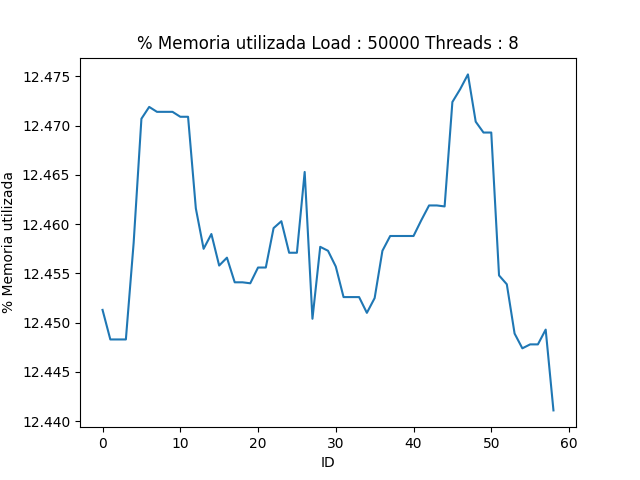 % Memoria utilizada Load : 50000 Threads : 8
12.475
12.470
12.465
12.460
12.455
12.450
12.445
12.440
% Memoria utilizada
0 10 20 30 40 50 60
ID